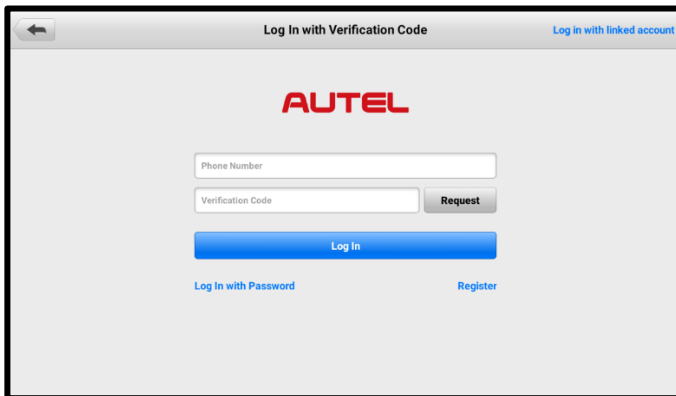 Log In with Verification Code
Log in with linked account
AUTEL
Phone Number
Verification Code
Request
Log In
Log In with Password
Register